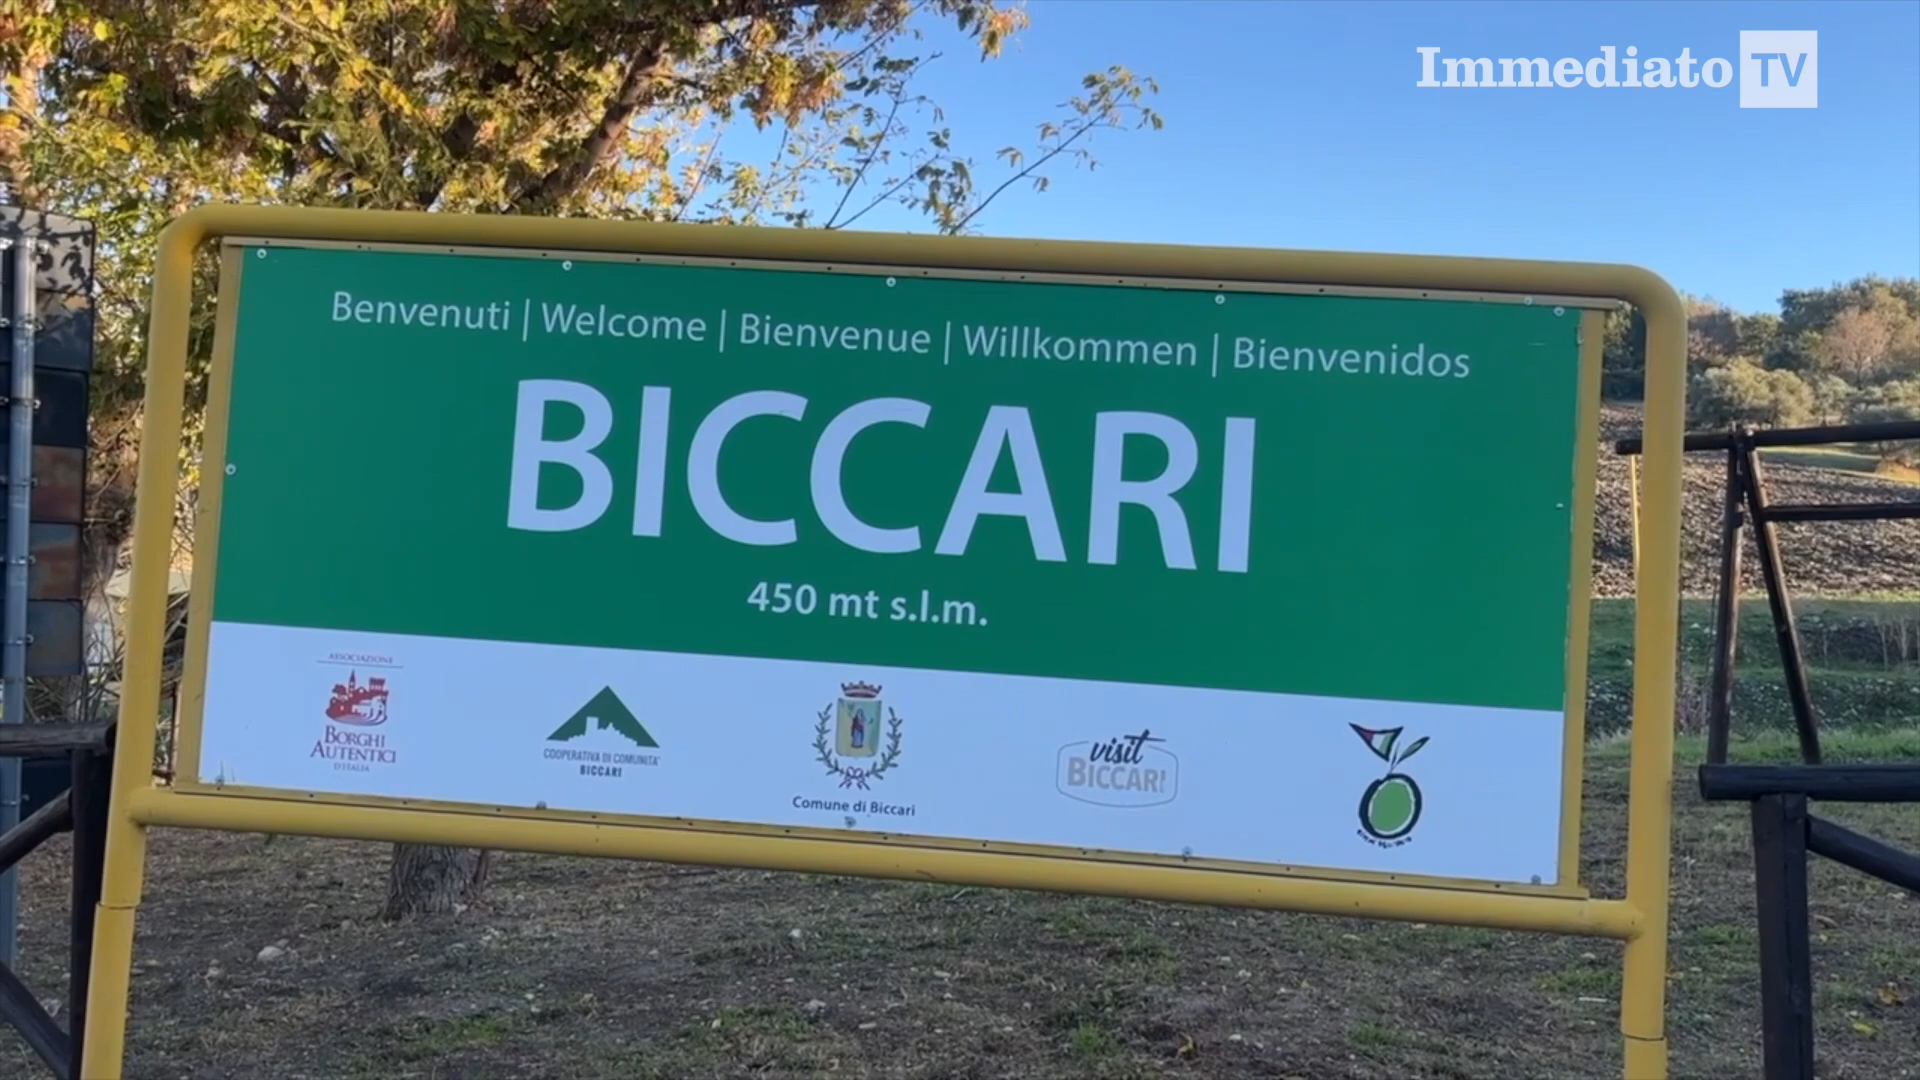 Immediato TV
Benvenuti | Welcome | Bienvenue | Willkommen | Bienvenidos
BICCARI
450 mt s.l.m.
ASSOCIAZIONE
BORGHI
AUTENTICI
D'ITALIA
COOPERATIVA DI COMUNITA'
BICCARI
Comune di Biccari
visit
BICCARI